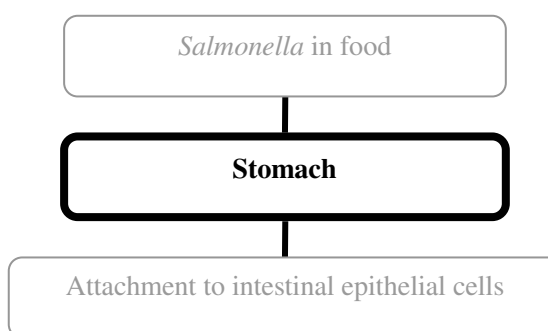 Salmonella in food
Stomach
Attachment to intestinal epithelial cells